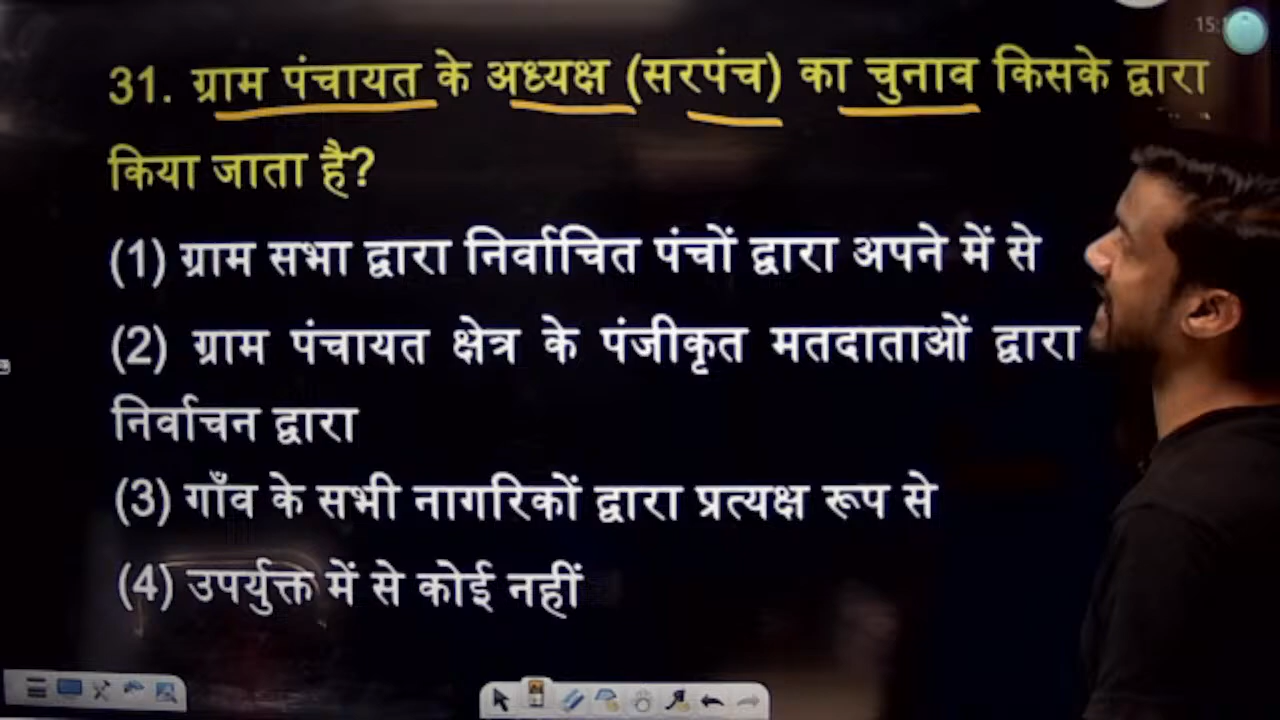 31. ग्राम पंचायत के अध्यक्ष (सरपंच) का चुनाव किसके द्वारा
किया जाता है?
(1) ग्राम सभा द्वारा निर्वाचित पंचों द्वारा अपने में से
(2) ग्राम पंचायत क्षेत्र के पंजीकृत मतदाताओं द्वारा
निर्वाचन द्वारा
(3) गाँव के सभी नागरिकों द्वारा प्रत्यक्ष रूप से
(4) उपर्युक्त में से कोई नहीं